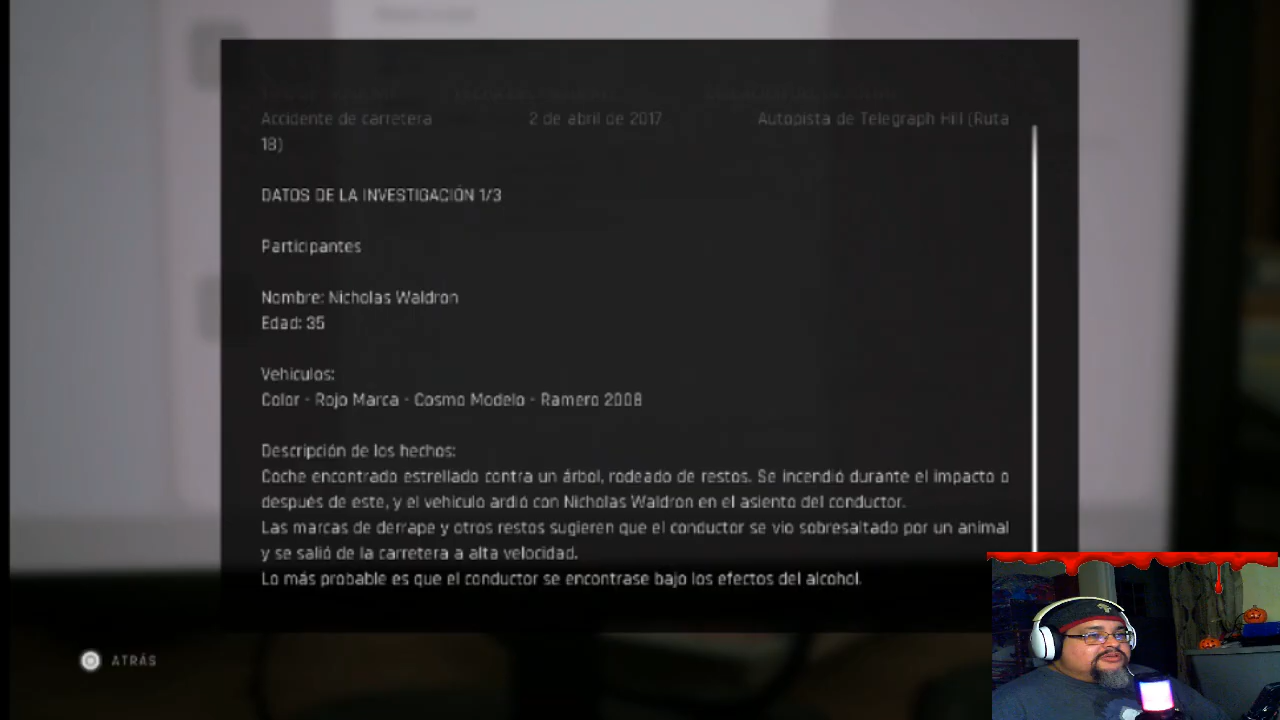 Accidente de carretera 2 de abril de 2017 Autopista de Telegraph Hill (Ruta
18)
DATOS DE LA INVESTIGACIÓN 1/3
Participantes
Nombre: Nicholas Waldron
Edad: 35
Vehiculos:
Color - Rojo Marca - Cosmo Modelo - Ramero 2008
Descripción de los hechos:
Coche encontrado estrellado contra un árbol, rodeado de restos. Se incendió durante el impacto o
después de este, y el vehiculo ardió con Nicholas Waldron en el asiento del conductor.
Las marcas de derrape y otros restos sugieren que el conductor se vio sobresaltado por un animal
y se salió de la carretera a alta velocidad.
Lo más probable es que el conductor se encontrase bajo los efectos del alcohol.
ATRÁS